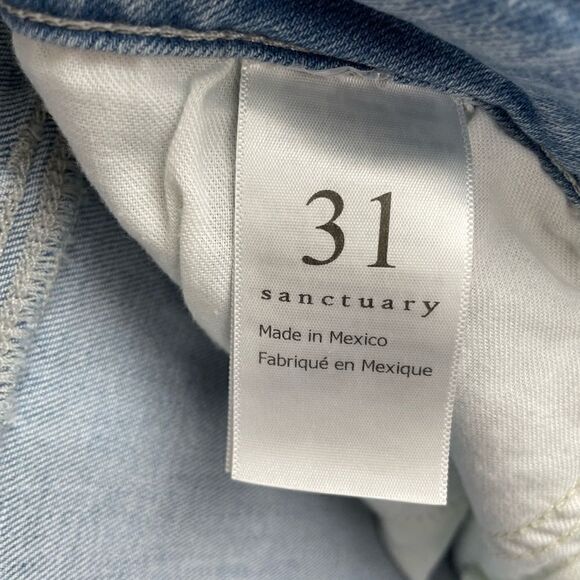 31
sanctuary
Made in Mexico
Fabriqué en Mexique